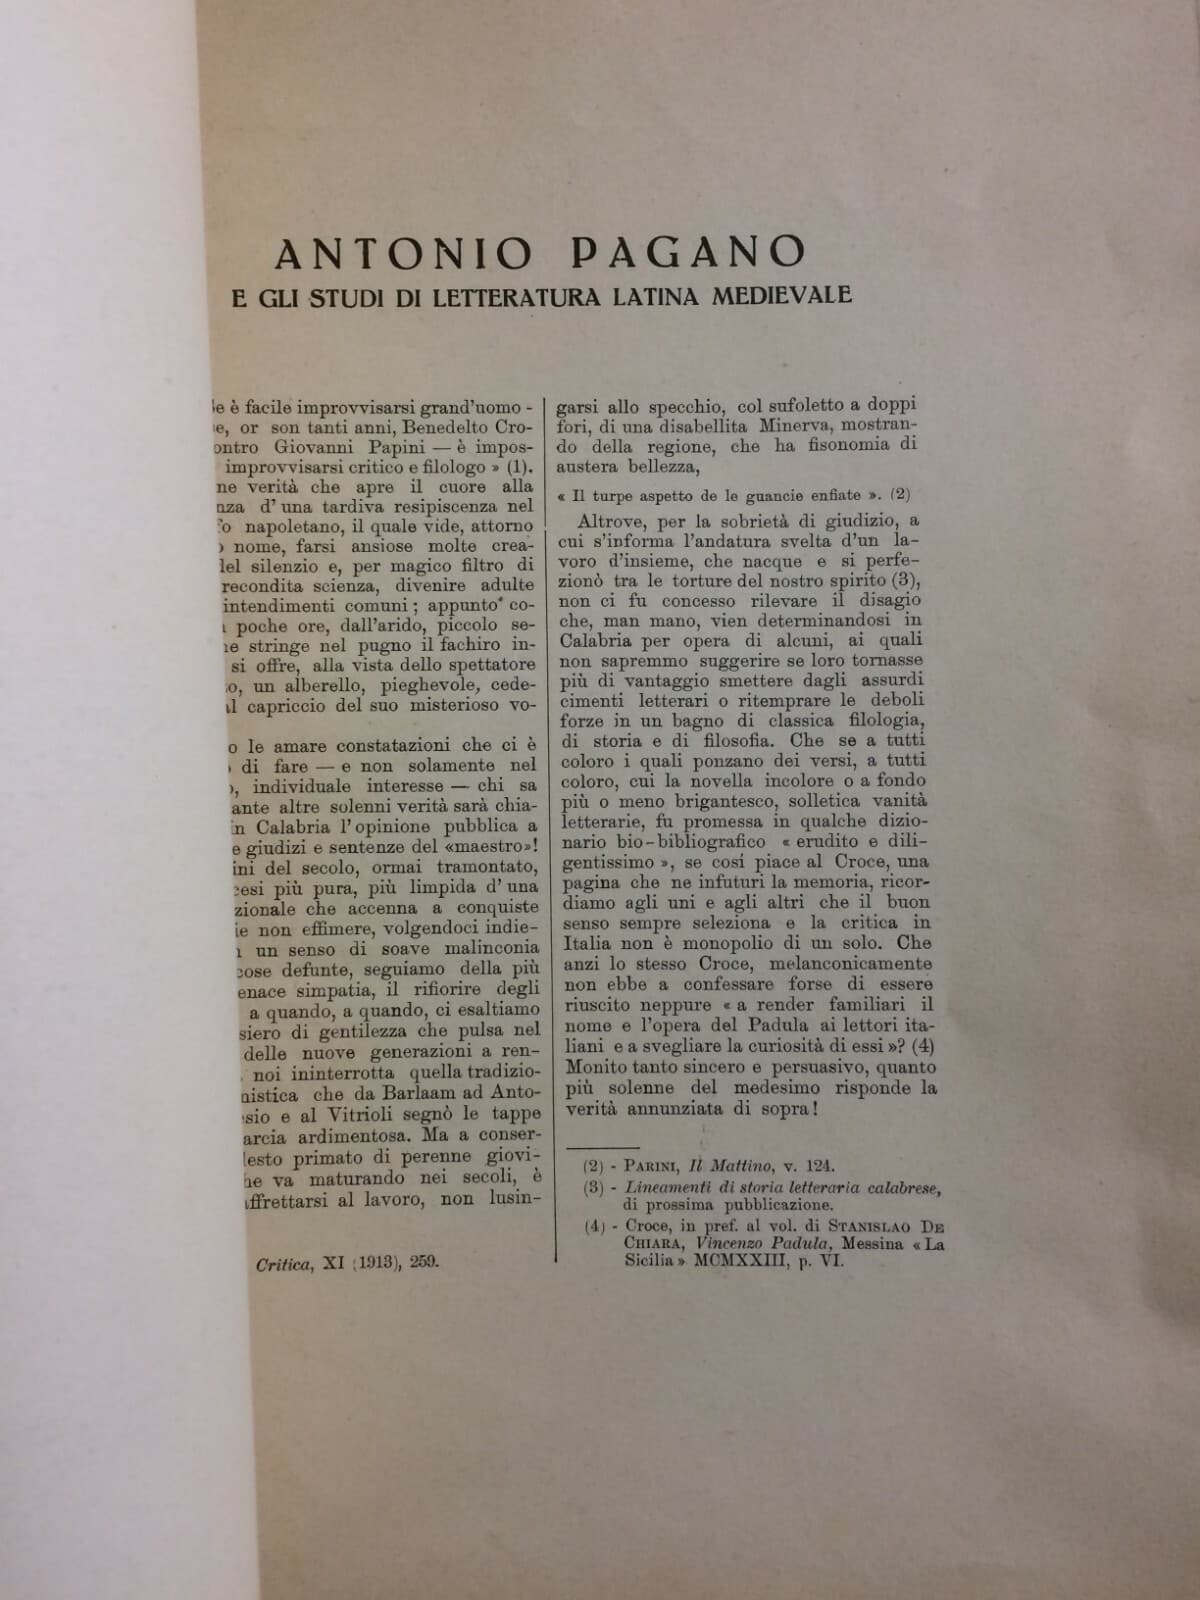 ANTONIO PAGANO
E GLI STUDI DI LETTERATURA LATINA MEDIEVALE
è facile improvvisarsi grand'uomo -
or son tanti anni, Benedelto Cro-
Giovanni Papini — è impos-
improvvisarsi critico e filologo » (1).
verità che apre il cuore alla
d' una tardiva resipiscenza nel
napoletano, il quale vide, attorno
nome, farsi ansiose molte crea-
silenzio e, per magico filtro di
recondita scienza, divenire adulte
intendimenti comuni ; appunto co-
poche ore, dall'arido, piccolo se-
stringe nel pugno il fachiro in-
si offre, alla vista dello spettatore
un alberello, pieghevole, cede-
capriccio del suo misterioso vo-
le amare constatazioni che ci è
di fare — e non solamente nel
individuale interesse — chi sa
altre solenni verità sarà chia-
Calabria l'opinione pubblica a
giudizi e sentenze del «maestro»!
del secolo, ormai tramontato,
più pura, più limpida d' una
che accenna a conquiste
non effimere, volgendoci indie-
un senso di soave malinconia
defunte, seguiamo della più
simpatia, il rifiorire degli
a quando, a quando, ci esaltiamo
di gentilezza che pulsa nel
delle nuove generazioni a ren-
noi ininterrotta quella tradizio-
che da Barlaam ad Anto-
e al Vitrioli segnò le tappe
ardimentosa. Ma a conser-
primato di perenne giovi-
va maturando nei secoli, è
al lavoro, non lusin-
Critica, XI (1913), 259.
garsi allo specchio, col sufoletto a doppi
fori, di una disabellita Minerva, mostran-
do della regione, che ha fisonomia di
austera bellezza,
« Il turpe aspetto de le guancie enfiate ». (2)
Altrove, per la sobrietà di giudizio, a
cui s'informa l'andatura svelta d'un la-
voro d'insieme, che nacque e si perfe-
zionò tra le torture del nostro spirito (3),
non ci fu concesso rilevare il disagio
che, man mano, vien determinandosi in
Calabria per opera di alcuni, ai quali
non sapremmo suggerire se loro tornasse
più di vantaggio smettere dagli assurdi
cimenti letterari o ritemprare le deboli
forze in un bagno di classica filologia,
di storia e di filosofia. Che se a tutti
coloro i quali ponzano dei versi, a tutti
coloro, cui la novella incolore o a fondo
più o meno brigantesco, solletica vanità
letterarie, fu promessa in qualche dizio-
nario bio-bibliografico « erudito e dili-
gentissimo », se cosí piace al Croce, una
pagina che ne infuturi la memoria, ricor-
diamo agli uni e agli altri che il buon
senso sempre seleziona e la critica in
Italia non è monopolio di un solo. Che
anzi lo stesso Croce, melanconicamente
non ebbe a confessare forse di essere
riuscito neppure « a render familiari il
nome e l'opera del Padula ai lettori ita-
liani e a svegliare la curiosità di essi »? (4)
Monito tanto sincero e persuasivo, quanto
più solenne del medesimo risponde la
verità annunziata di sopra !
(2) - PARINI, Il Mattino, v. 124.
(3) - Lineamenti di storia letteraria calabrese,
di prossima pubblicazione.
(4) - Croce, in pref. al vol. di STANISLAO DE
CHIARA, Vincenzo Padula, Messina « La
Sicilia » MCMXXIII, p. VI.